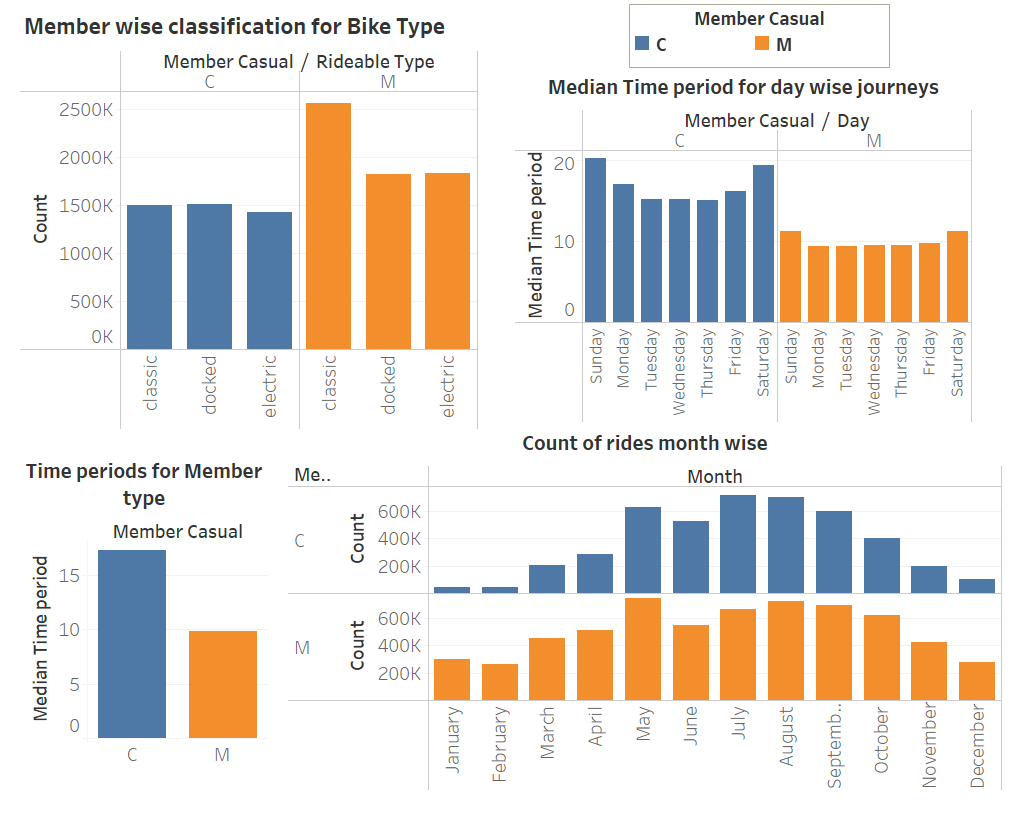 Member wise classification for Bike Type
Member Casual / Rideable Type
C
M
2500K
2000K
1500K
1000K
500K
0K
Count
classic
docked
electric
classic
docked
electric
Member Casual
C
M
Median Time period for day wise journeys
Member Casual / Day
C
M
20
10
0
Median Time period
Sunday
Monday
Tuesday
Wednesday
Thursday
Friday
Saturday
Sunday
Monday
Tuesday
Wednesday
Thursday
Friday
Saturday
Time periods for Member
type
Member Casual
15
10
5
0
Median Time period
C
M
Count of rides month wise
Me..
Month
C
Count
600K
400K
200K
M
Count
600K
400K
200K
January
February
March
April
May
June
July
August
Septemb..
October
November
December